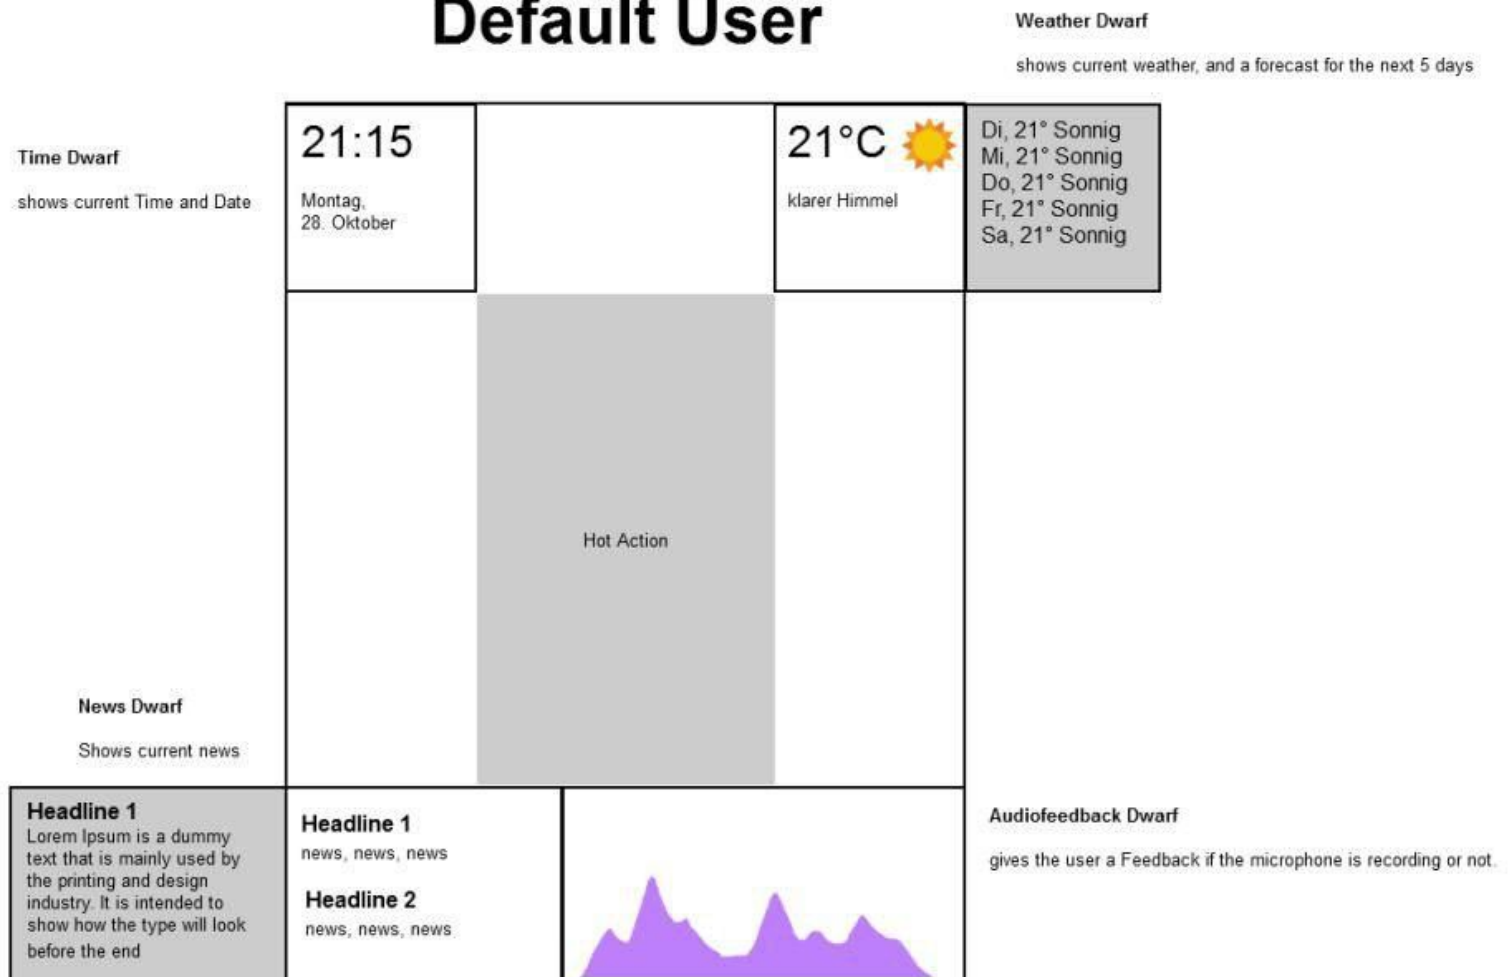 Default User
Weather Dwarf
shows current weather, and a forecast for the next 5 days
Time Dwarf
shows current Time and Date
21:15
Montag,
28. Oktober
21°C
klarer Himmel
Di, 21° Sonnig
Mi, 21° Sonnig
Do, 21° Sonnig
Fr, 21° Sonnig
Sa, 21° Sonnig
Hot Action
News Dwarf
Shows current news
Headline 1
Lorem Ipsum is a dummy
text that is mainly used by
the printing and design
industry. It is intended to
show how the type will look
before the end
Headline 1
news, news, news
Headline 2
news, news, news
Audiofeedback Dwarf
gives the user a Feedback if the microphone is recording or not.